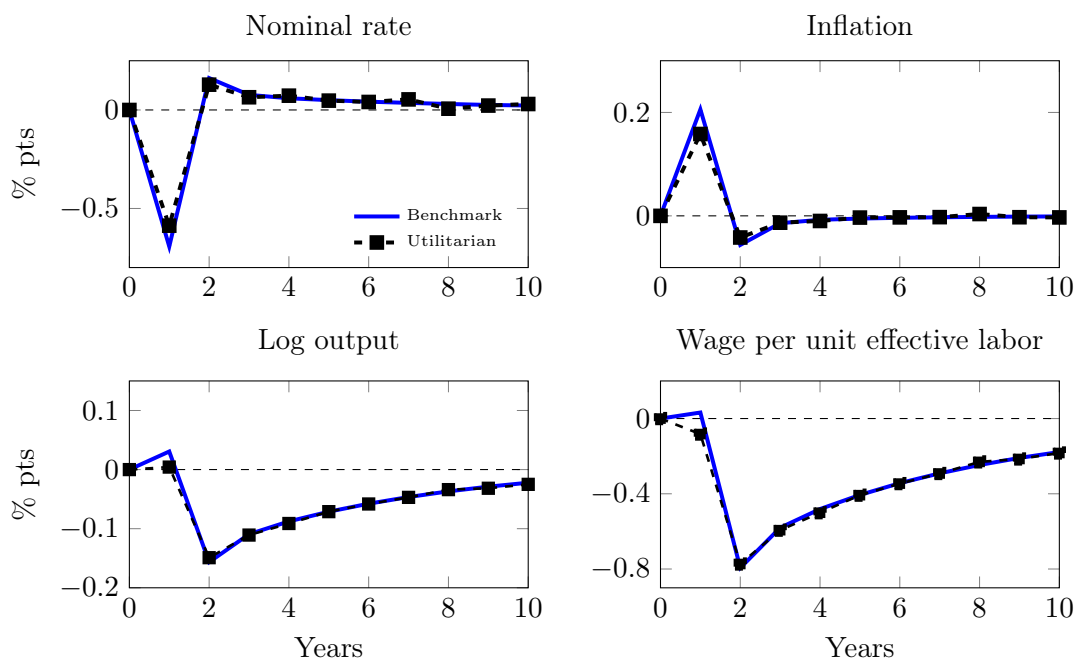 Nominal rate
0
−0.5
% pts
Benchmark
Utilitarian
0 2 4 6 8 10
Inflation
0.2
0
0 2 4 6 8 10
Log output
0.1
0
−0.1
−0.2
% pts
0 2 4 6 8 10
Years
Wage per unit effective labor
0
−0.4
−0.8
0 2 4 6 8 10
Years